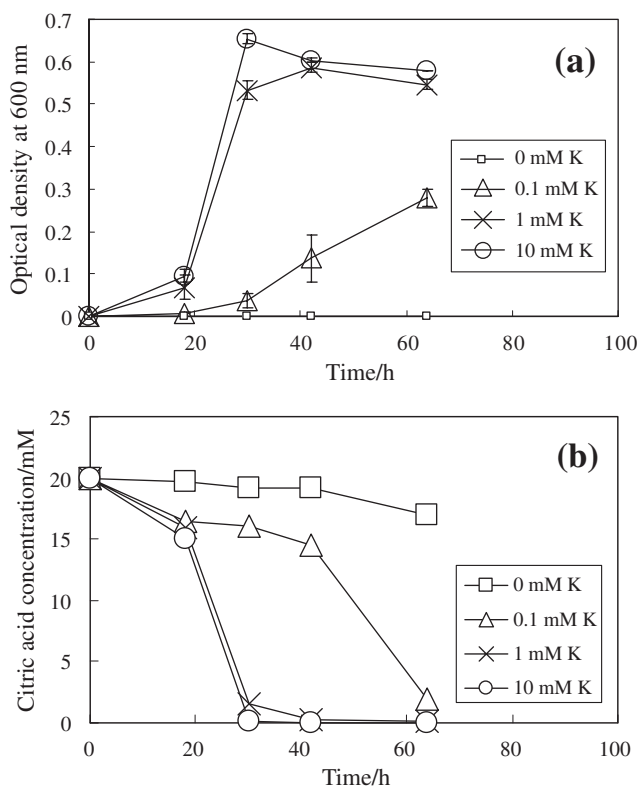 0.7
0.6
0.5
0.4
0.3
0.2
0.1
0
Optical density at 600 nm
(a)
0 mM K
0.1 mM K
1 mM K
10 mM K
0 20 40 60 80 100
Time/h
25
20
15
10
5
0
Citric acid concentration/mM
(b)
0 mM K
0.1 mM K
1 mM K
10 mM K
0 20 40 60 80 100
Time/h